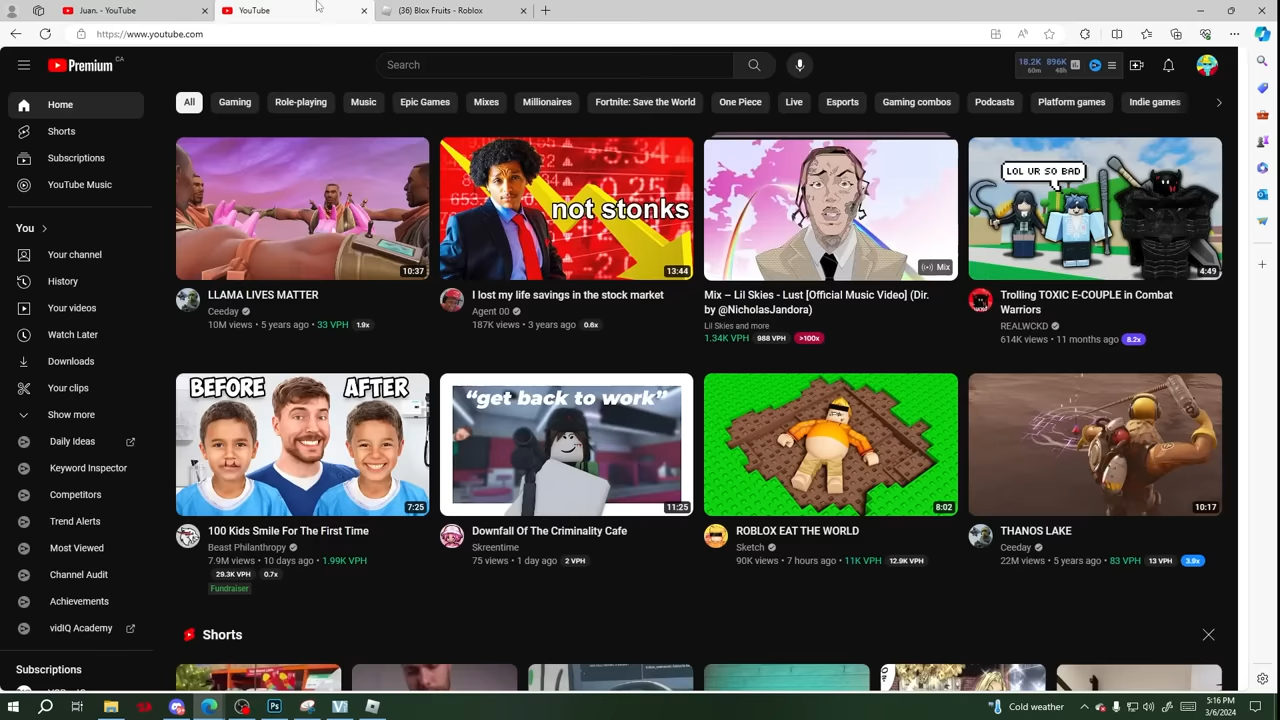 Juan. - YouTube
YouTube
(36) Blox Fruits - Roblox
https://www.youtube.com
Premium CA
Search
18.2K 896K
60m 48h
All
Gaming
Role-playing
Music
Epic Games
Mixes
Millionaires
Fortnite: Save the World
One Piece
Live
Esports
Gaming combos
Podcasts
Platform games
Indie games
Home
Shorts
Subscriptions
YouTube Music
You
Your channel
History
Your videos
Watch Later
Downloads
Your clips
Show more
Daily Ideas
Keyword Inspector
Competitors
Trend Alerts
Most Viewed
Channel Audit
Achievements
vidIQ Academy
Subscriptions
10:37
LLAMA LIVES MATTER
Ceeday
10M views • 5 years ago • 33 VPH 1.9x
not stonks
13:44
I lost my life savings in the stock market
Agent 00
187K views • 3 years ago 0.6x
Mix
Mix – Lil Skies - Lust [Official Music Video] (Dir.
by @NicholasJandora)
Lil Skies and more
1.34K VPH 988 VPH >100x
LOL UR SO BAD
4:49
Trolling TOXIC E-COUPLE in Combat
Warriors
REALWCKD
614K views • 11 months ago 8.2x
BEFORE AFTER
7:25
100 Kids Smile For The First Time
Beast Philanthropy
7.9M views • 10 days ago • 1.99K VPH
29.3K VPH 0.7x
Fundraiser
“get back to work”
11:25
Downfall Of The Criminality Cafe
Skreentime
75 views • 1 day ago 2 VPH
8:02
ROBLOX EAT THE WORLD
Sketch
90K views • 7 hours ago • 11K VPH 12.9K VPH
10:17
THANOS LAKE
Ceeday
22M views • 5 years ago • 83 VPH 13 VPH 3.9x
Shorts
Cold weather
5:16 PM
3/6/2024